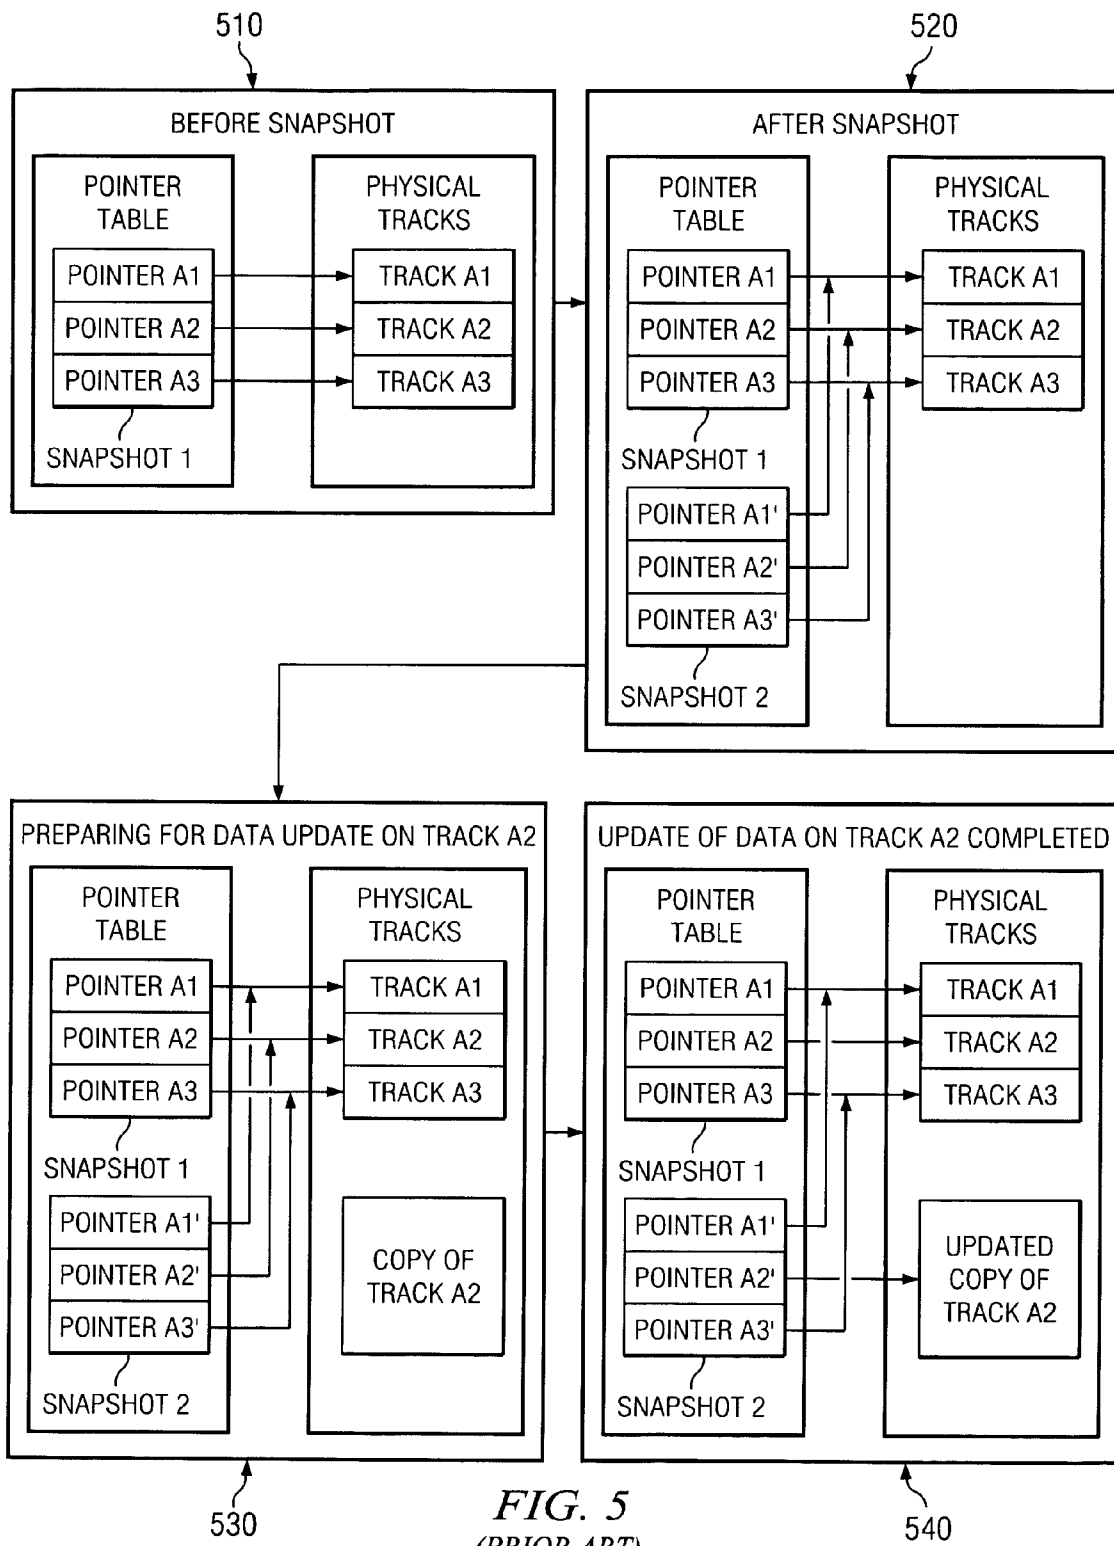 510
BEFORE SNAPSHOT
POINTER
TABLE
POINTER A1
POINTER A2
POINTER A3
SNAPSHOT 1
PHYSICAL
TRACKS
TRACK A1
TRACK A2
TRACK A3
520
AFTER SNAPSHOT
POINTER
TABLE
POINTER A1
POINTER A2
POINTER A3
SNAPSHOT 1
POINTER A1'
POINTER A2'
POINTER A3'
SNAPSHOT 2
PHYSICAL
TRACKS
TRACK A1
TRACK A2
TRACK A3
PREPARING FOR DATA UPDATE ON TRACK A2
POINTER
TABLE
POINTER A1
POINTER A2
POINTER A3
SNAPSHOT 1
POINTER A1'
POINTER A2'
POINTER A3'
SNAPSHOT 2
PHYSICAL
TRACKS
TRACK A1
TRACK A2
TRACK A3
COPY OF
TRACK A2
530
UPDATE OF DATA ON TRACK A2 COMPLETED
POINTER
TABLE
POINTER A1
POINTER A2
POINTER A3
SNAPSHOT 1
POINTER A1'
POINTER A2'
POINTER A3'
SNAPSHOT 2
PHYSICAL
TRACKS
TRACK A1
TRACK A2
TRACK A3
UPDATED
COPY OF
TRACK A2
540
FIG. 5
(PRIOR ART)